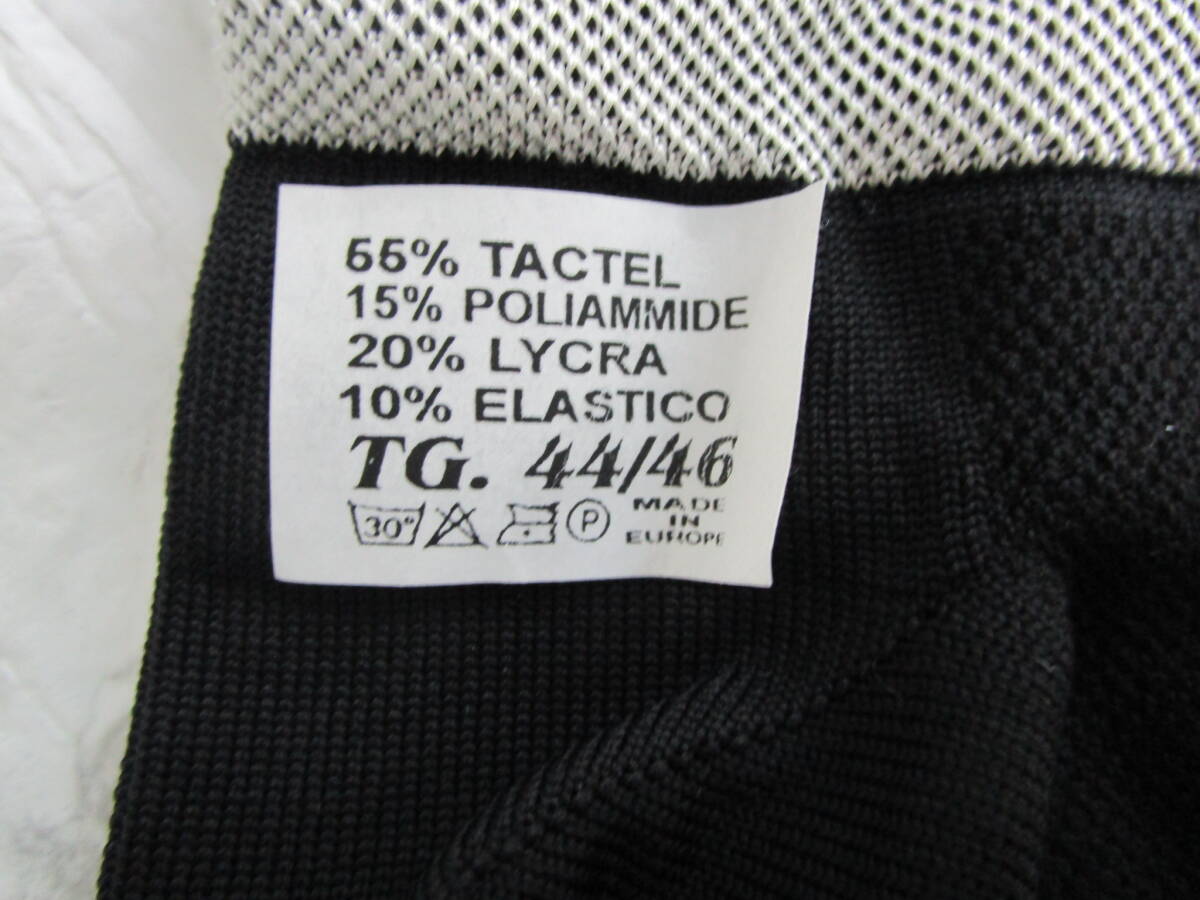 55% TACTEL
15% POLIAMMIDE
20% LYCRA
10% ELASTICO
TG. 44/46
30° P MADE
IN
EUROPE